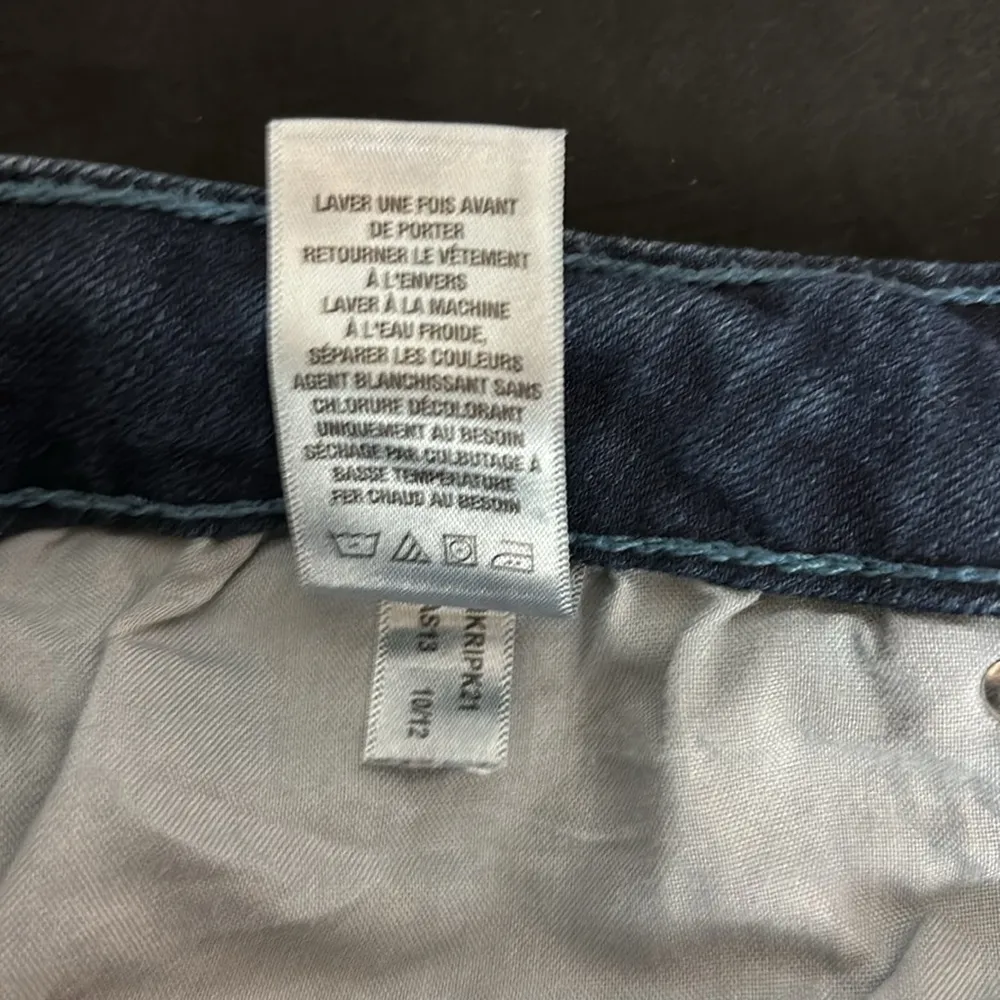 LAVER UNE FOIS AVANT
DE PORTER
RETOURNER LE VÊTEMENT
À L'ENVERS
LAVER À LA MACHINE
À L'EAU FROIDE,
SÉPARER LES COULEURS
AGENT BLANCHISSANT SANS
CHLORURE DÉCOLORANT
UNIQUEMENT AU BESOIN
SÉCHAGE PAR CULBUTAGE À
BASSE TEMPÉRATURE
FER CHAUD AU BESOIN
10/12